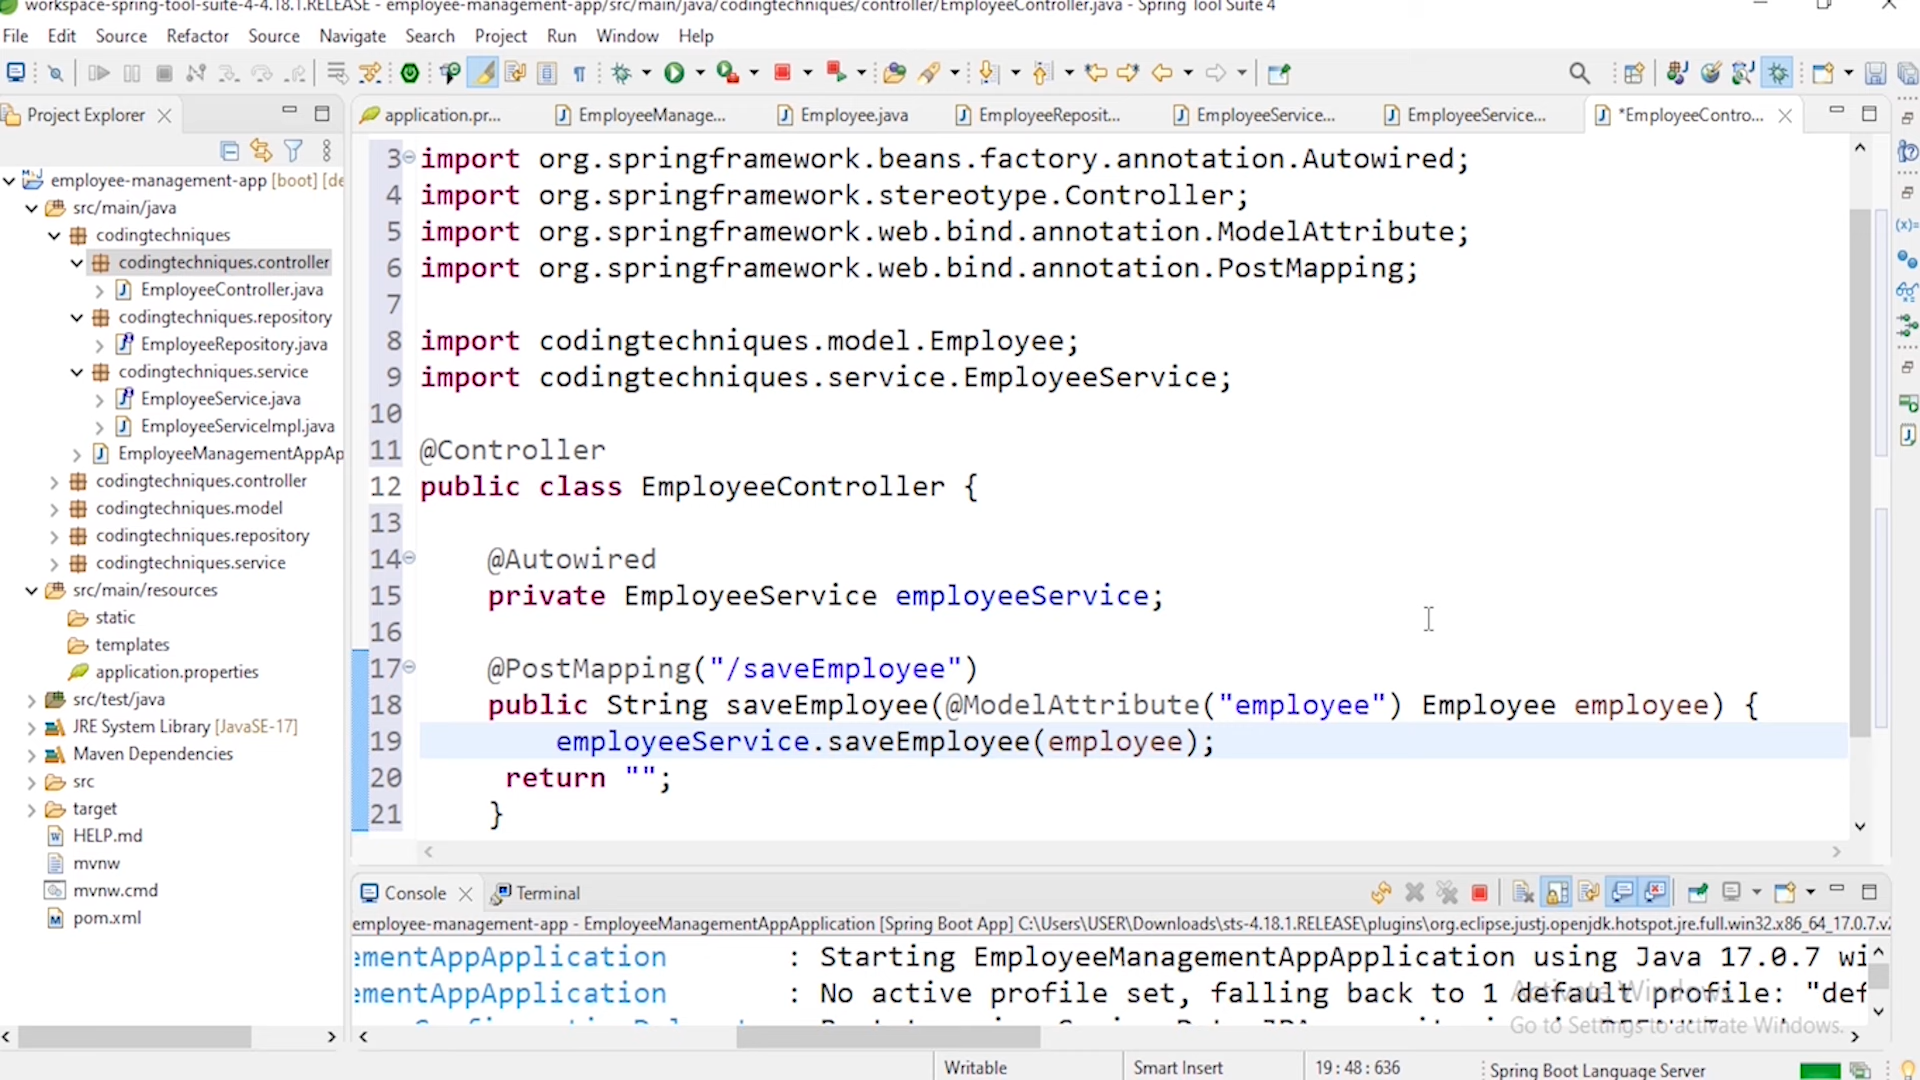 workspace-spring-tool-suite-4-4.18.1.RELEASE - employee-management-app/src/main/java/codingtechniques/controller/EmployeeController.java - Spring Tool Suite 4
File Edit Source Refactor Source Navigate Search Project Run Window Help
Project Explorer
application.pr... EmployeeManage... Employee.java EmployeeReposit... EmployeeService... EmployeeService... *EmployeeContro...
employee-management-app [boot] [de
src/main/java
codingtechniques
codingtechniques.controller
EmployeeController.java
codingtechniques.repository
EmployeeRepository.java
codingtechniques.service
EmployeeService.java
EmployeeServiceImpl.java
EmployeeManagementAppAp
codingtechniques.controller
codingtechniques.model
codingtechniques.repository
codingtechniques.service
src/main/resources
static
templates
application.properties
src/test/java
JRE System Library [JavaSE-17]
Maven Dependencies
src
target
HELP.md
mvnw
mvnw.cmd
pom.xml
3 import org.springframework.beans.factory.annotation.Autowired;
4 import org.springframework.stereotype.Controller;
5 import org.springframework.web.bind.annotation.ModelAttribute;
6 import org.springframework.web.bind.annotation.PostMapping;
7
8 import codingtechniques.model.Employee;
9 import codingtechniques.service.EmployeeService;
10
11 @Controller
12 public class EmployeeController {
13
14 @Autowired
15 private EmployeeService employeeService;
16
17 @PostMapping("/saveEmployee")
18 public String saveEmployee(@ModelAttribute("employee") Employee employee) {
19 employeeService.saveEmployee(employee);
20 return "";
21 }
Console Terminal
employee-management-app - EmployeeManagementAppApplication [Spring Boot App] C:\Users\USER\Downloads\sts-4.18.1.RELEASE\plugins\org.eclipse.justj.openjdk.hotspot.jre.full.win32.x86_64_17.0.7.v
ementAppApplication : Starting EmployeeManagementAppApplication using Java 17.0.7 wi
ementAppApplication : No active profile set, falling back to 1 default profile: "def
Activate Windows
Go to Settings to activate Windows.
Writable Smart Insert 19 : 48 : 636 Spring Boot Language Server